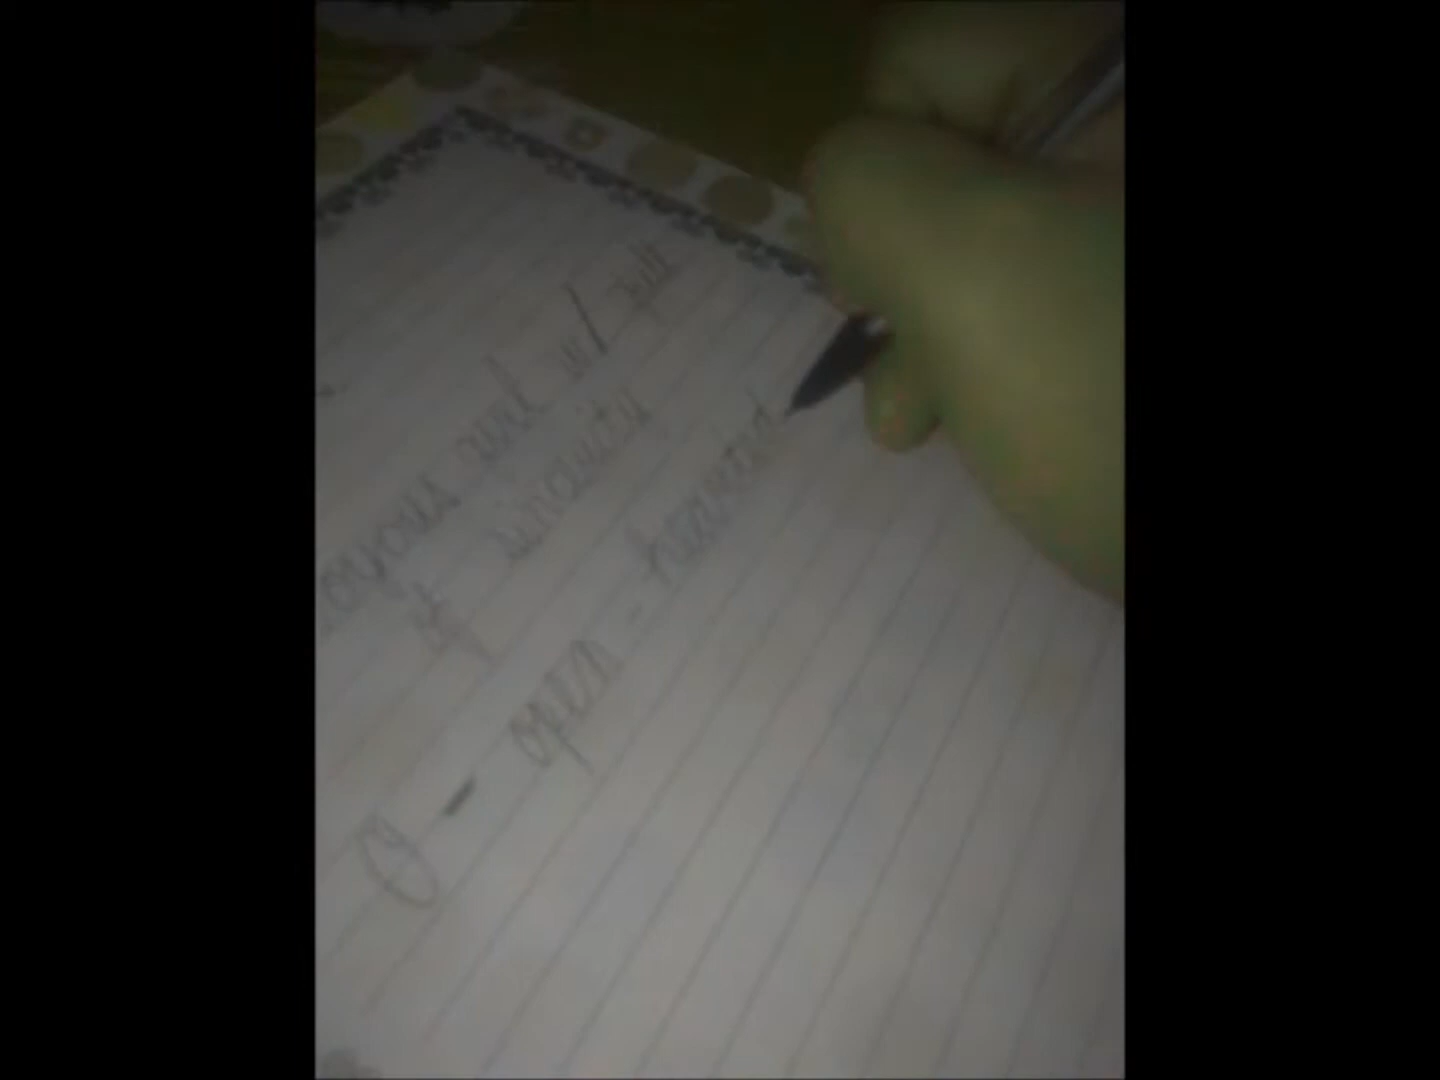 joyous and w/ full
of sincerity
O - open - hearted